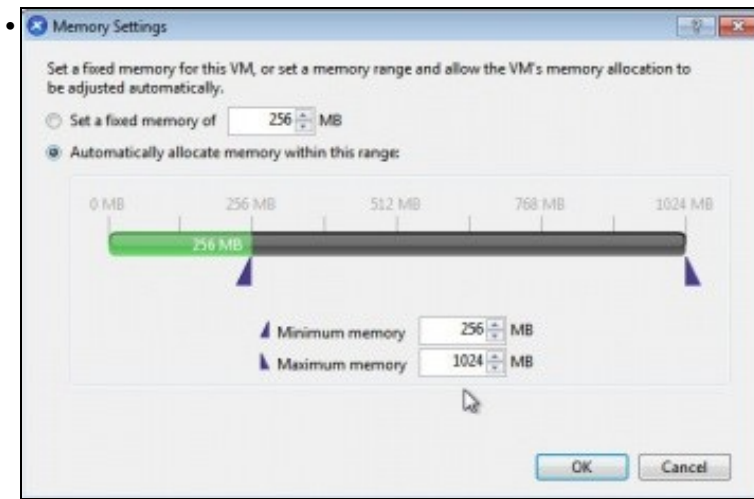 Memory Settings
Set a fixed memory for this VM, or set a memory range and allow the VM's memory allocation to
be adjusted automatically.
Set a fixed memory of 256 MB
Automatically allocate memory within this range:
0 MB 256 MB 512 MB 768 MB 1024 MB
256 MB
Minimum memory 256 MB
Maximum memory 1024 MB
OK Cancel